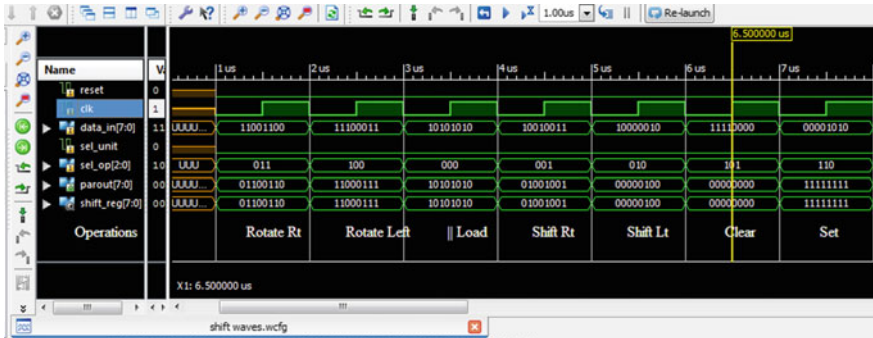 1.00us Re-launch
6.500000 us
Name V
1 us 2 us 3 us 4 us 5 us 6 us 7 us
reset 0
clk 1
data_in[7:0] 11 UUUU... 11001100 11100011 10101010 10010011 10000010 11110000 00001010
sel_unit 0
sel_op[2:0] 10 UUU 011 100 000 001 010 101 110
parout[7:0] 00 UUUU... 01100110 11000111 10101010 01001001 00000100 00000000 11111111
shift_reg[7:0] 00 UUUU... 01100110 11000111 10101010 01001001 00000100 00000000 11111111
Operations Rotate Rt Rotate Left || Load Shift Rt Shift Lt Clear Set
X1: 6.500000 us
shift waves.wcfg